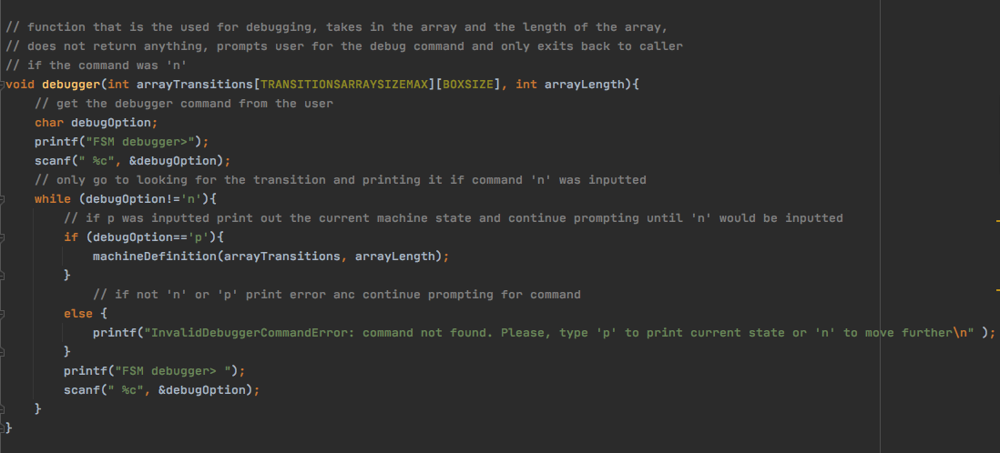 // function that is the used for debugging, takes in the array and the length of the array,
// does not return anything, prompts user for the debug command and only exits back to caller
// if the command was 'n'
void debugger(int arrayTransitions[TRANSITIONSARRAYSIZEMAX][BOXSIZE], int arrayLength){
    // get the debugger command from the user
    char debugOption;
    printf("FSM debugger>");
    scanf(" %c", &debugOption);
    // only go to looking for the transition and printing it if command 'n' was inputted
    while (debugOption!='n'){
        // if p was inputted print out the current machine state and continue prompting until 'n' would be inputted
        if (debugOption=='p'){
            machineDefinition(arrayTransitions, arrayLength);
        }
            // if not 'n' or 'p' print error anc continue prompting for command
        else {
            printf("InvalidDebuggerCommandError: command not found. Please, type 'p' to print current state or 'n' to move further\n" );
        }
        printf("FSM debugger> ");
        scanf(" %c", &debugOption);
    }
}